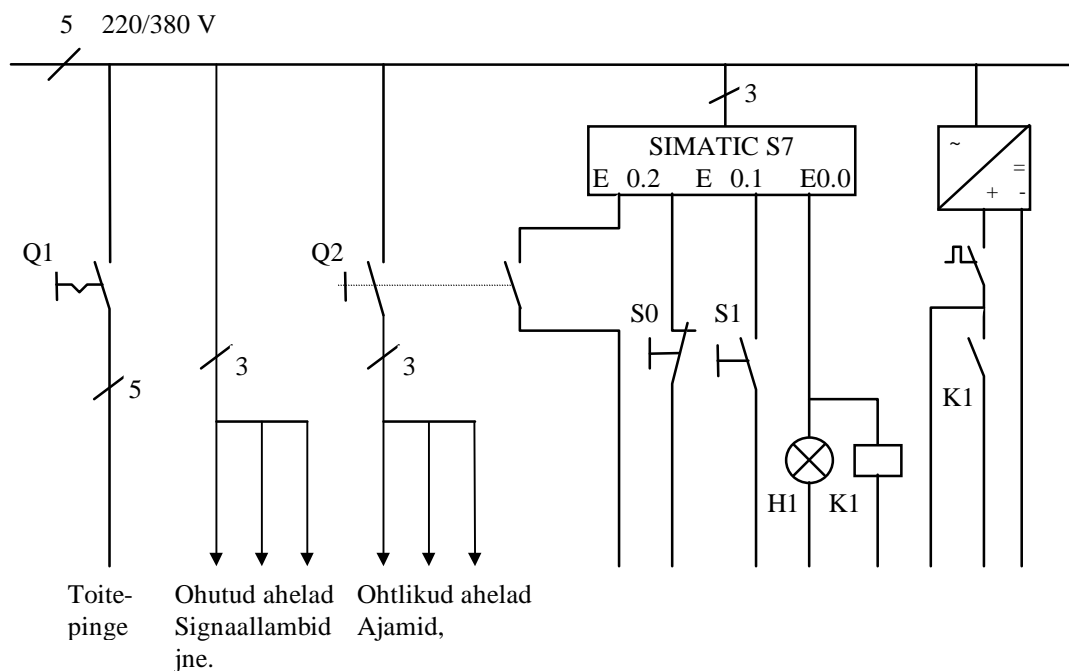 5 220/380 V
3
SIMATIC S7
E 0.2 E 0.1 E0.0
~
=
+ -
Q1
Q2
S0
S1
3
3
5
K1
H1
K1
Toite-
pinge
Ohutud ahelad
Signaallambid
jne.
Ohtlikud ahelad
Ajamid,